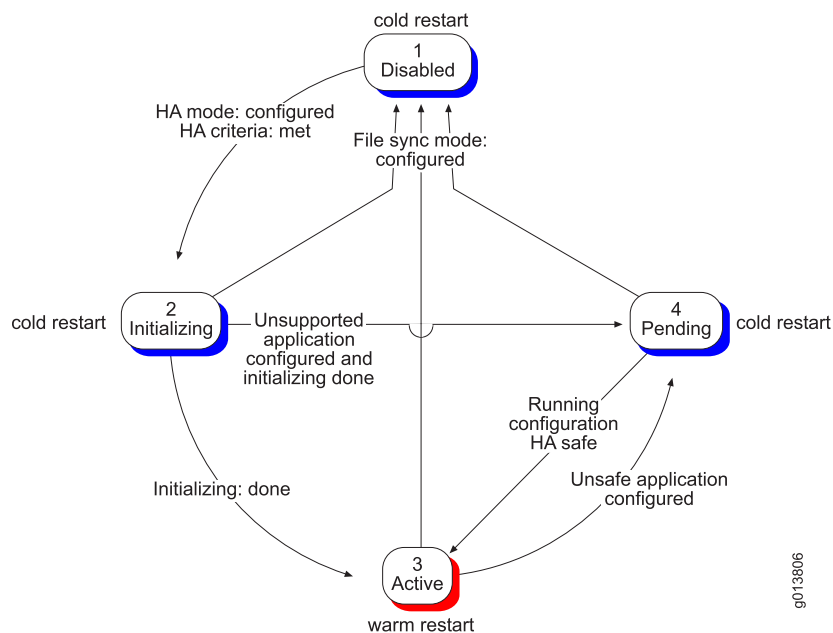 cold restart
1
Disabled
HA mode: configured
HA criteria: met
File sync mode:
configured
cold restart
2
Initializing
Unsupported
application
configured and
initializing done
4
Pending
cold restart
Running
configuration
HA safe
Unsafe application
configured
Initializing: done
3
Active
warm restart
g013806